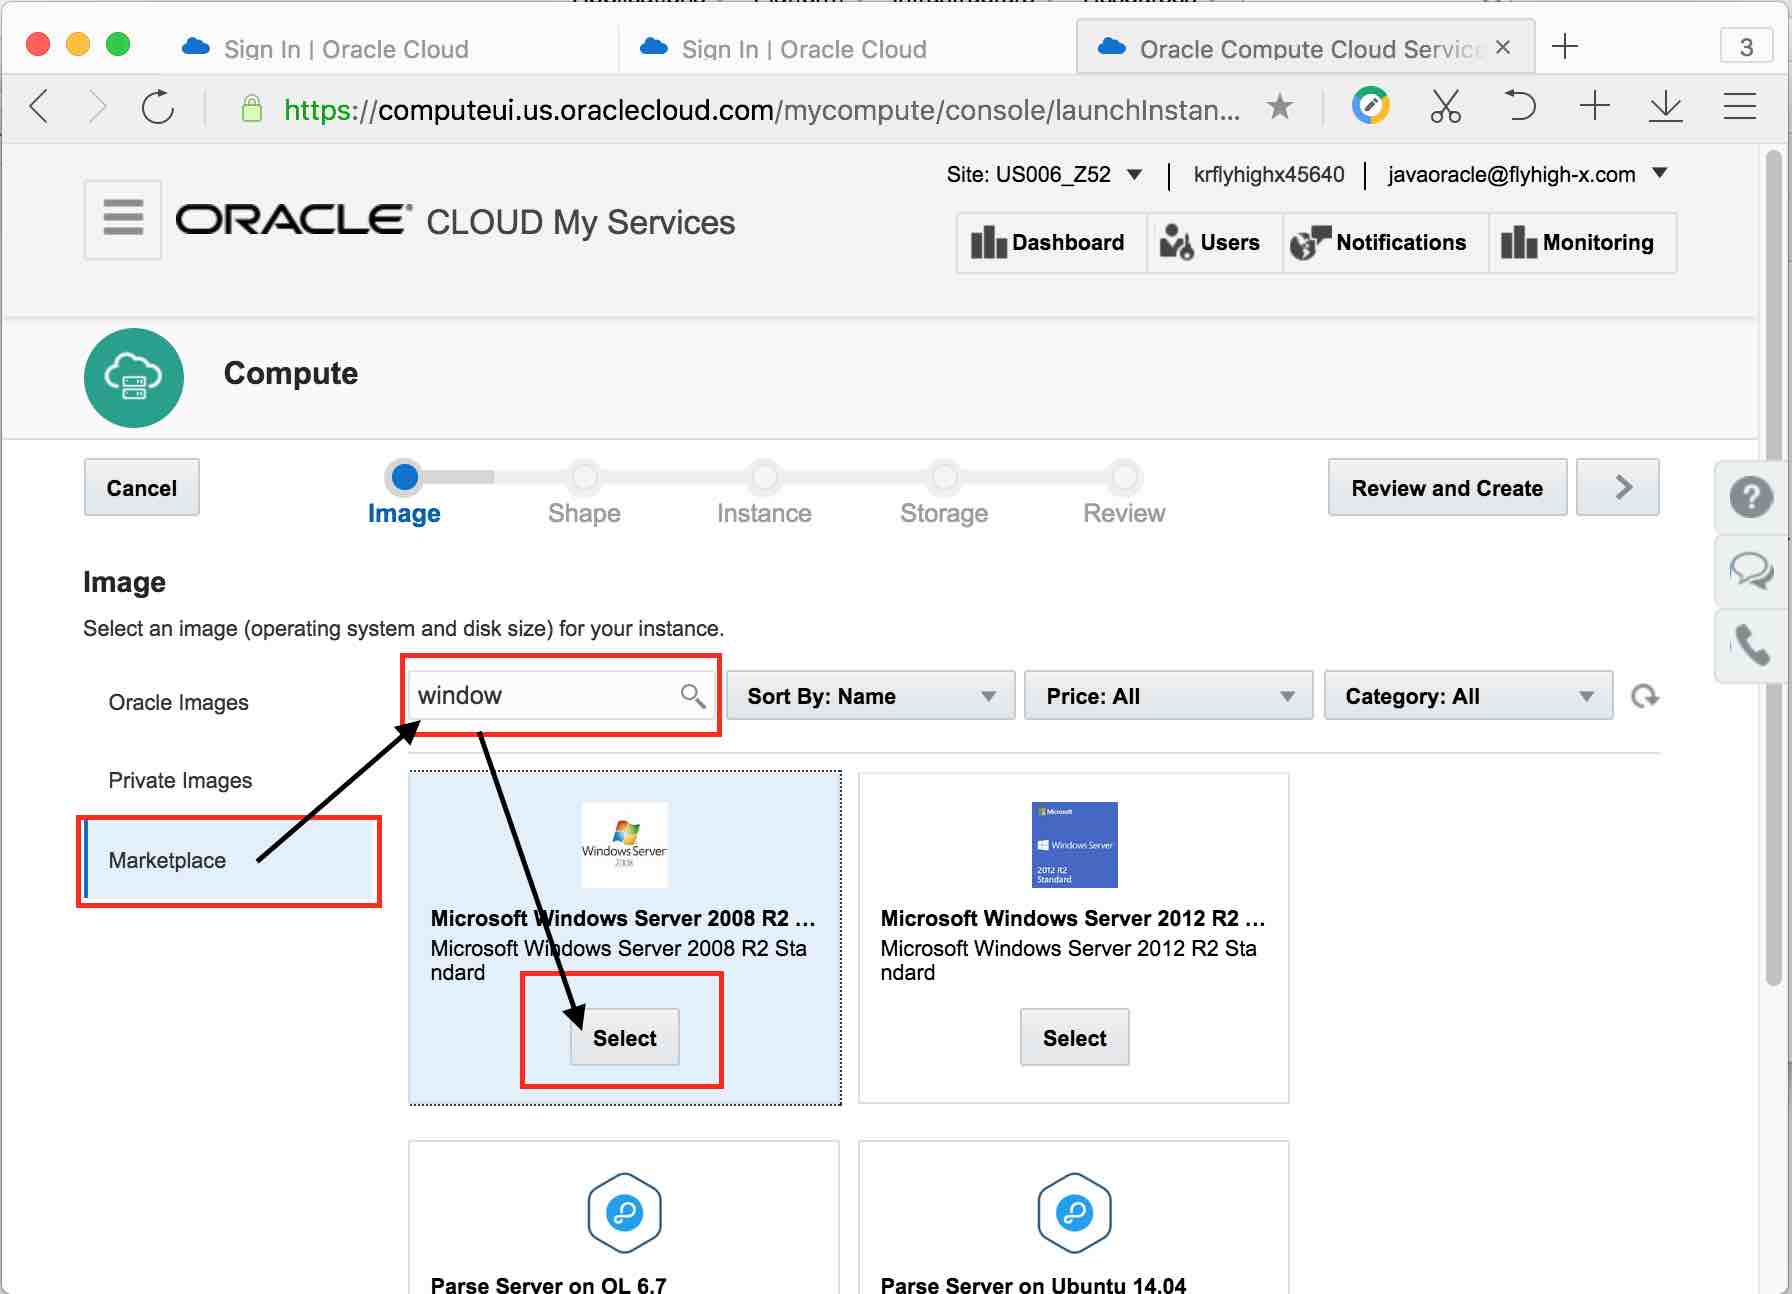 Sign In | Oracle Cloud
Sign In | Oracle Cloud
Oracle Compute Cloud Servic
3
https://computeui.us.oraclecloud.com/mycompute/console/launchInstan...
Site: US006_Z52
krflyhighx45640
javaoracle@flyhigh-x.com
ORACLE CLOUD My Services
Dashboard
Users
Notifications
Monitoring
Compute
Cancel
Image
Shape
Instance
Storage
Review
Review and Create
Image
Select an image (operating system and disk size) for your instance.
Oracle Images
Private Images
Marketplace
window
Sort By: Name
Price: All
Category: All
Windows Server
2008
Microsoft Windows Server 2008 R2 ...
Microsoft Windows Server 2008 R2 Sta
ndard
Select
Microsoft
Windows Server
2012 R2
Standard
Microsoft Windows Server 2012 R2 ...
Microsoft Windows Server 2012 R2 Sta
ndard
Select
Parse Server on OL 6.7
Parse Server on Ubuntu 14.04